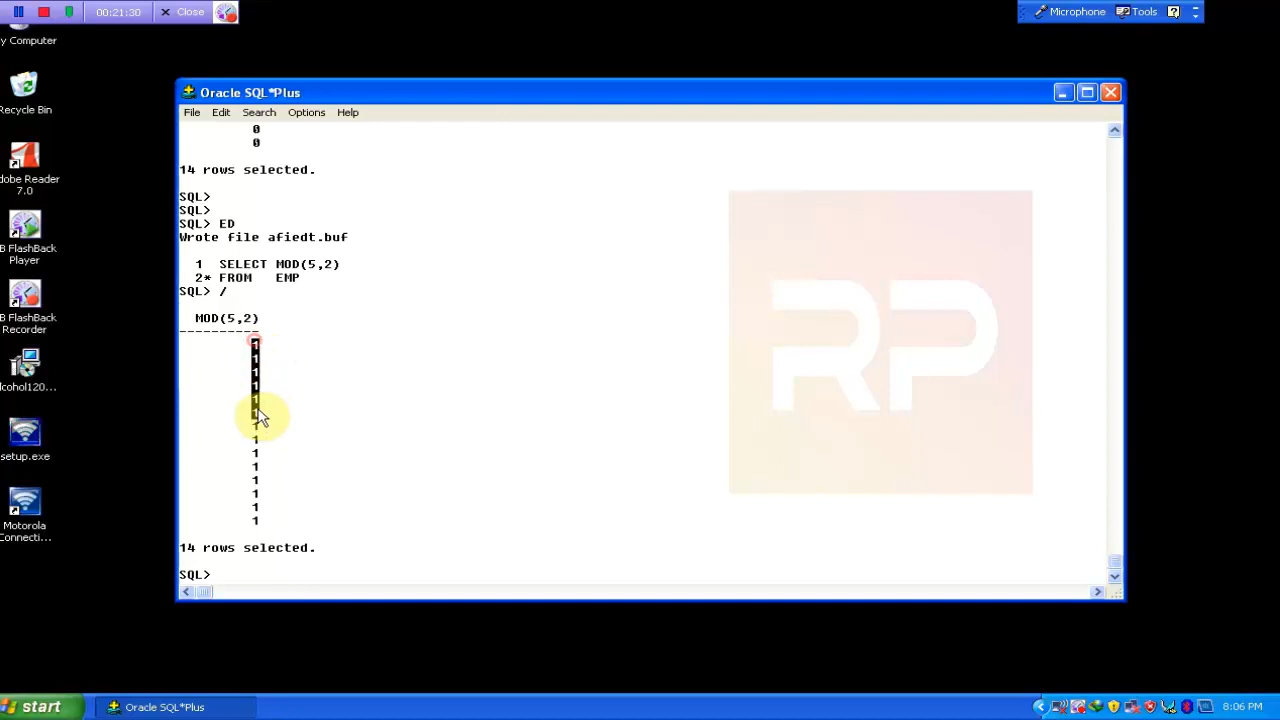 00:21:30 Close
Microphone Tools
y Computer
Recycle Bin
dobe Reader
7.0
B FlashBack
Player
B FlashBack
Recorder
lcohol120...
setup.exe
Motorola
Connecti...
Oracle SQL*Plus
File Edit Search Options Help
0
0
14 rows selected.
SQL>
SQL>
SQL> ED
Wrote file afiedt.buf
1 SELECT MOD(5,2)
2* FROM EMP
SQL> /
MOD(5,2)
----------
1
1
1
1
1
1
1
1
1
1
1
1
1
1
14 rows selected.
SQL>
RP
start Oracle SQL*Plus 8:06 PM